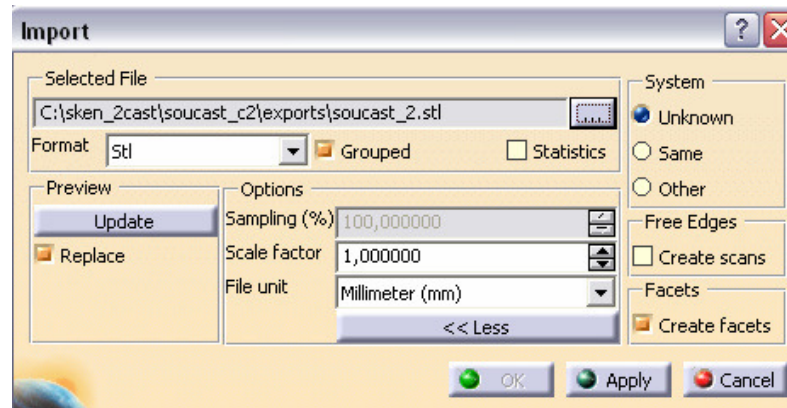 Import
Selected File
C:\sken_2cast\soucast_c2\exports\soucast_2.stl
Format Stl Grouped Statistics
System
Unknown
Same
Other
Preview
Update
Replace
Options
Sampling (%) 100,000000
Scale factor 1,000000
File unit Millimeter (mm)
<< Less
Free Edges
Create scans
Facets
Create facets
OK Apply Cancel